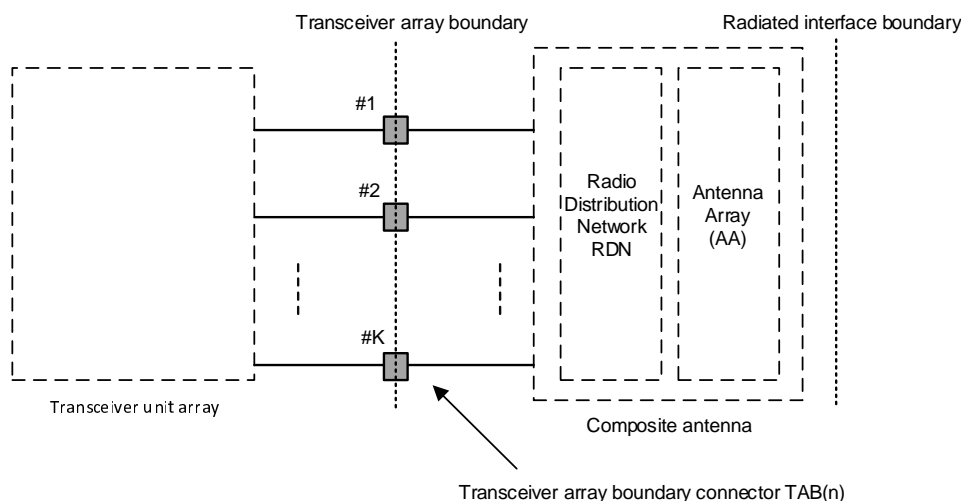 Transceiver array boundary
Radiated interface boundary
#1
#2
#K
Radio
Distribution
Network
RDN
Antenna
Array
(AA)
Transceiver unit array
Composite antenna
Transceiver array boundary connector TAB(n)